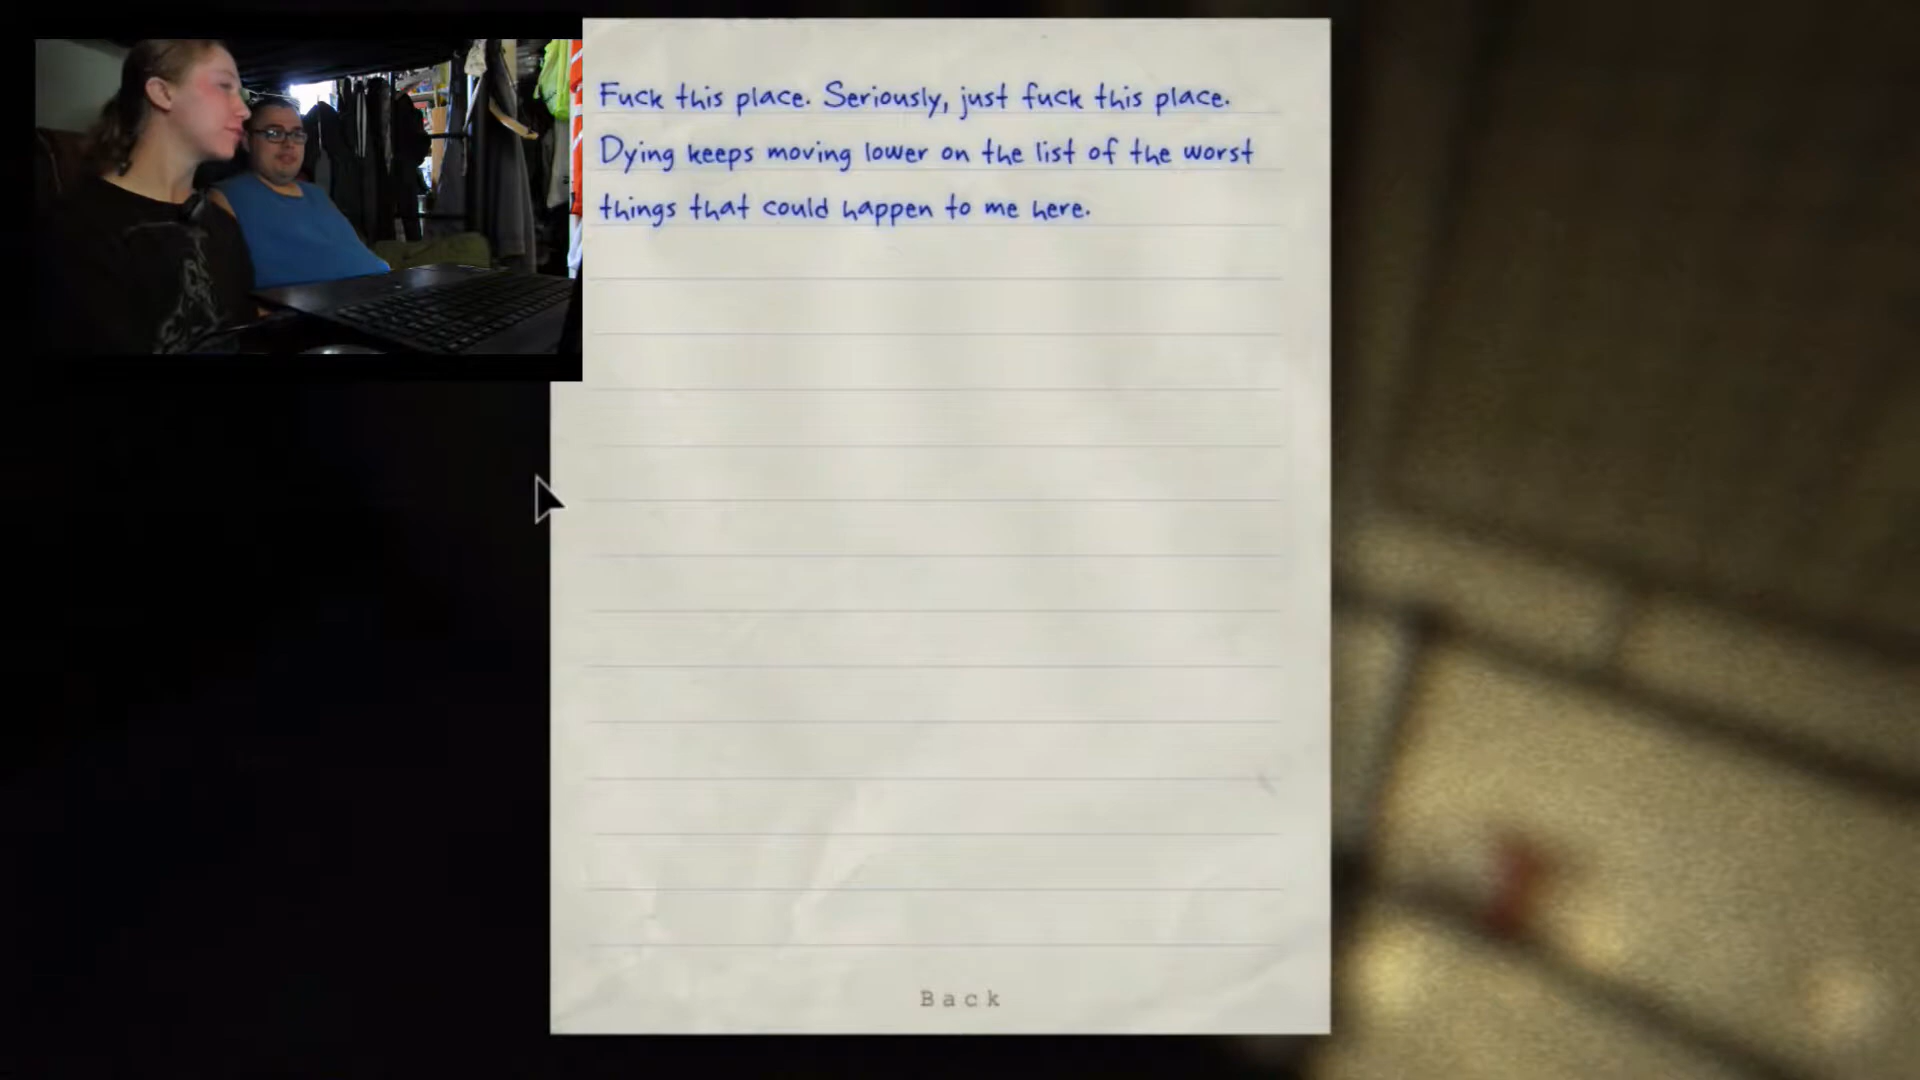 Fuck this place. Seriously, just fuck this place.
Dying keeps moving lower on the list of the worst
things that could happen to me here.
Back